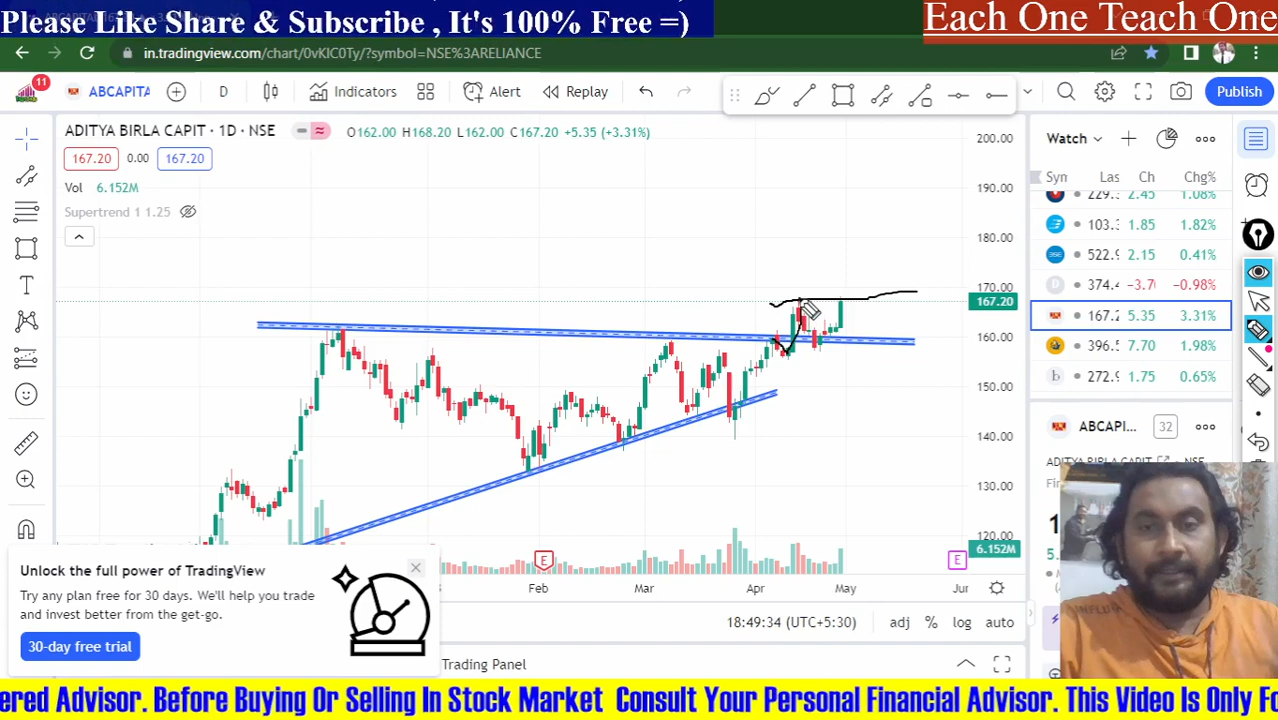 Please Like Share & Subscribe , It's 100% Free =)
Each One Teach One
in.tradingview.com/chart/0vKlC0Ty/?symbol=NSE%3ARELIANCE
11
ABCAPITA
D
Indicators
Alert
Replay
Publish
ADITYA BIRLA CAPIT · 1D · NSE
O162.00 H168.20 L162.00 C167.20 +5.35 (+3.31%)
167.20 0.00 167.20
Vol 6.152M
Supertrend 1 1.25
200.00
190.00
180.00
170.00
167.20
160.00
150.00
140.00
130.00
120.00
6.152M
E
E
Feb Mar Apr May Jur
Watch
Syn Las Ch Chg%
229.: 2.45 1.08%
103.: 1.85 1.82%
522.9 2.15 0.41%
D 374.4 −3.7( −0.98%
167.2 5.35 3.31%
396.5 7.70 1.98%
b 272.9 1.75 0.65%
ABCAPI... 32
ADITYA BIRLA CAPIT
NSE
Unlock the full power of TradingView
Try any plan free for 30 days. We'll help you trade
and invest better from the get-go.
30-day free trial
18:49:34 (UTC+5:30) adj % log auto
Trading Panel
ered Advisor. Before Buying Or Selling In Stock Market Consult Your Personal Financial Advisor. This Video Is Only Fo